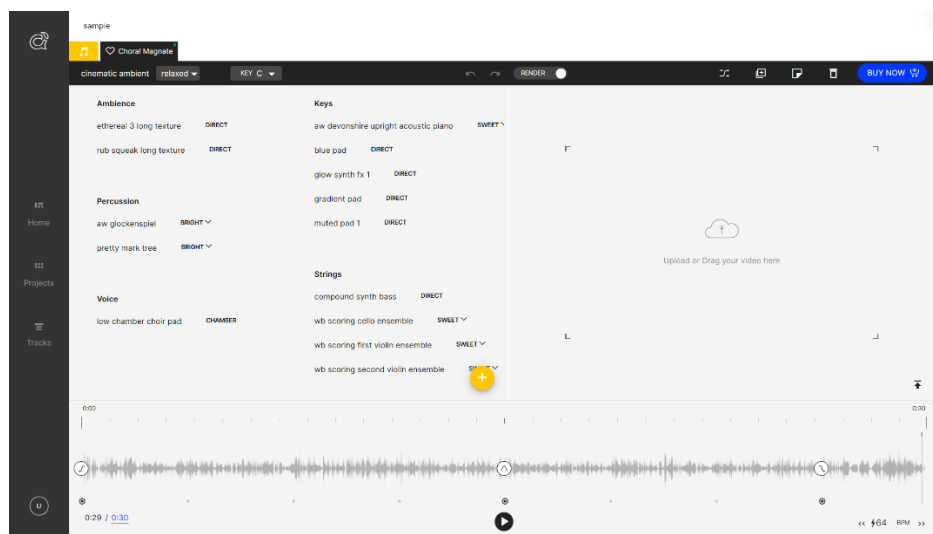 sample
Choral Magnate
cinematic ambient relaxed KEY C RENDER BUY NOW
Ambience
ethereal 3 long texture DIRECT
rub squeak long texture DIRECT
Percussion
aw glockenspiel BRIGHT
pretty mark tree BRIGHT
Voice
low chamber choir pad CHAMBER
Keys
aw devonshire upright acoustic piano SWEET
blue pad DIRECT
glow synth fx 1 DIRECT
gradient pad DIRECT
muted pad 1 DIRECT
Strings
compound synth bass DIRECT
wb scoring cello ensemble SWEET
wb scoring first violin ensemble SWEET
wb scoring second violin ensemble
Upload or Drag your video here
Home
Projects
Tracks
U
0:00 0:30
0:29 / 0:30
64 BPM